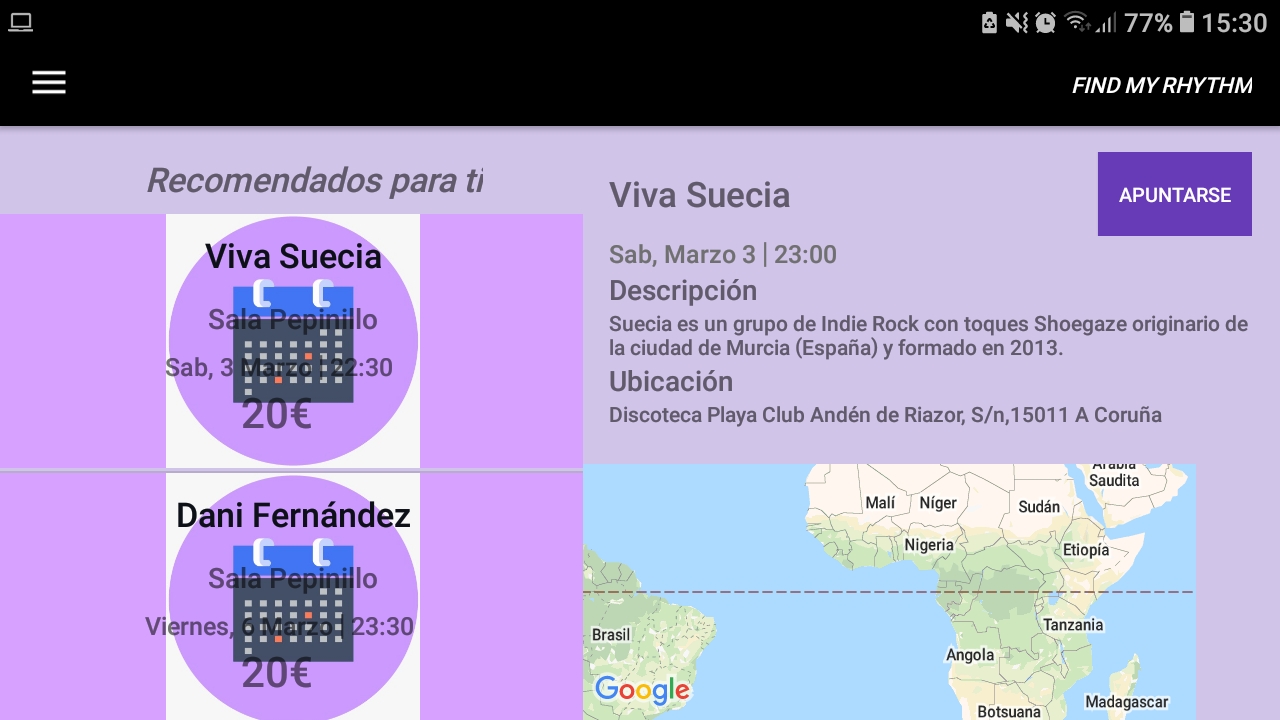 77% 15:30
FIND MY RHYTHM
Recomendados para ti
Viva Suecia
Sala Pepinillo
Sab, 3 Marzo | 22:30
20€
Dani Fernández
Sala Pepinillo
Viernes, 6 Marzo | 23:30
20€
Viva Suecia
APUNTARSE
Sab, Marzo 3 | 23:00
Descripción
Suecia es un grupo de Indie Rock con toques Shoegaze originario de
la ciudad de Murcia (España) y formado en 2013.
Ubicación
Discoteca Playa Club Andén de Riazor, S/n,15011 A Coruña
Arabia
Saudita
Malí
Níger
Sudán
Nigeria
Etiopía
Brasil
Tanzania
Angola
Google
Madagascar
Botsuana